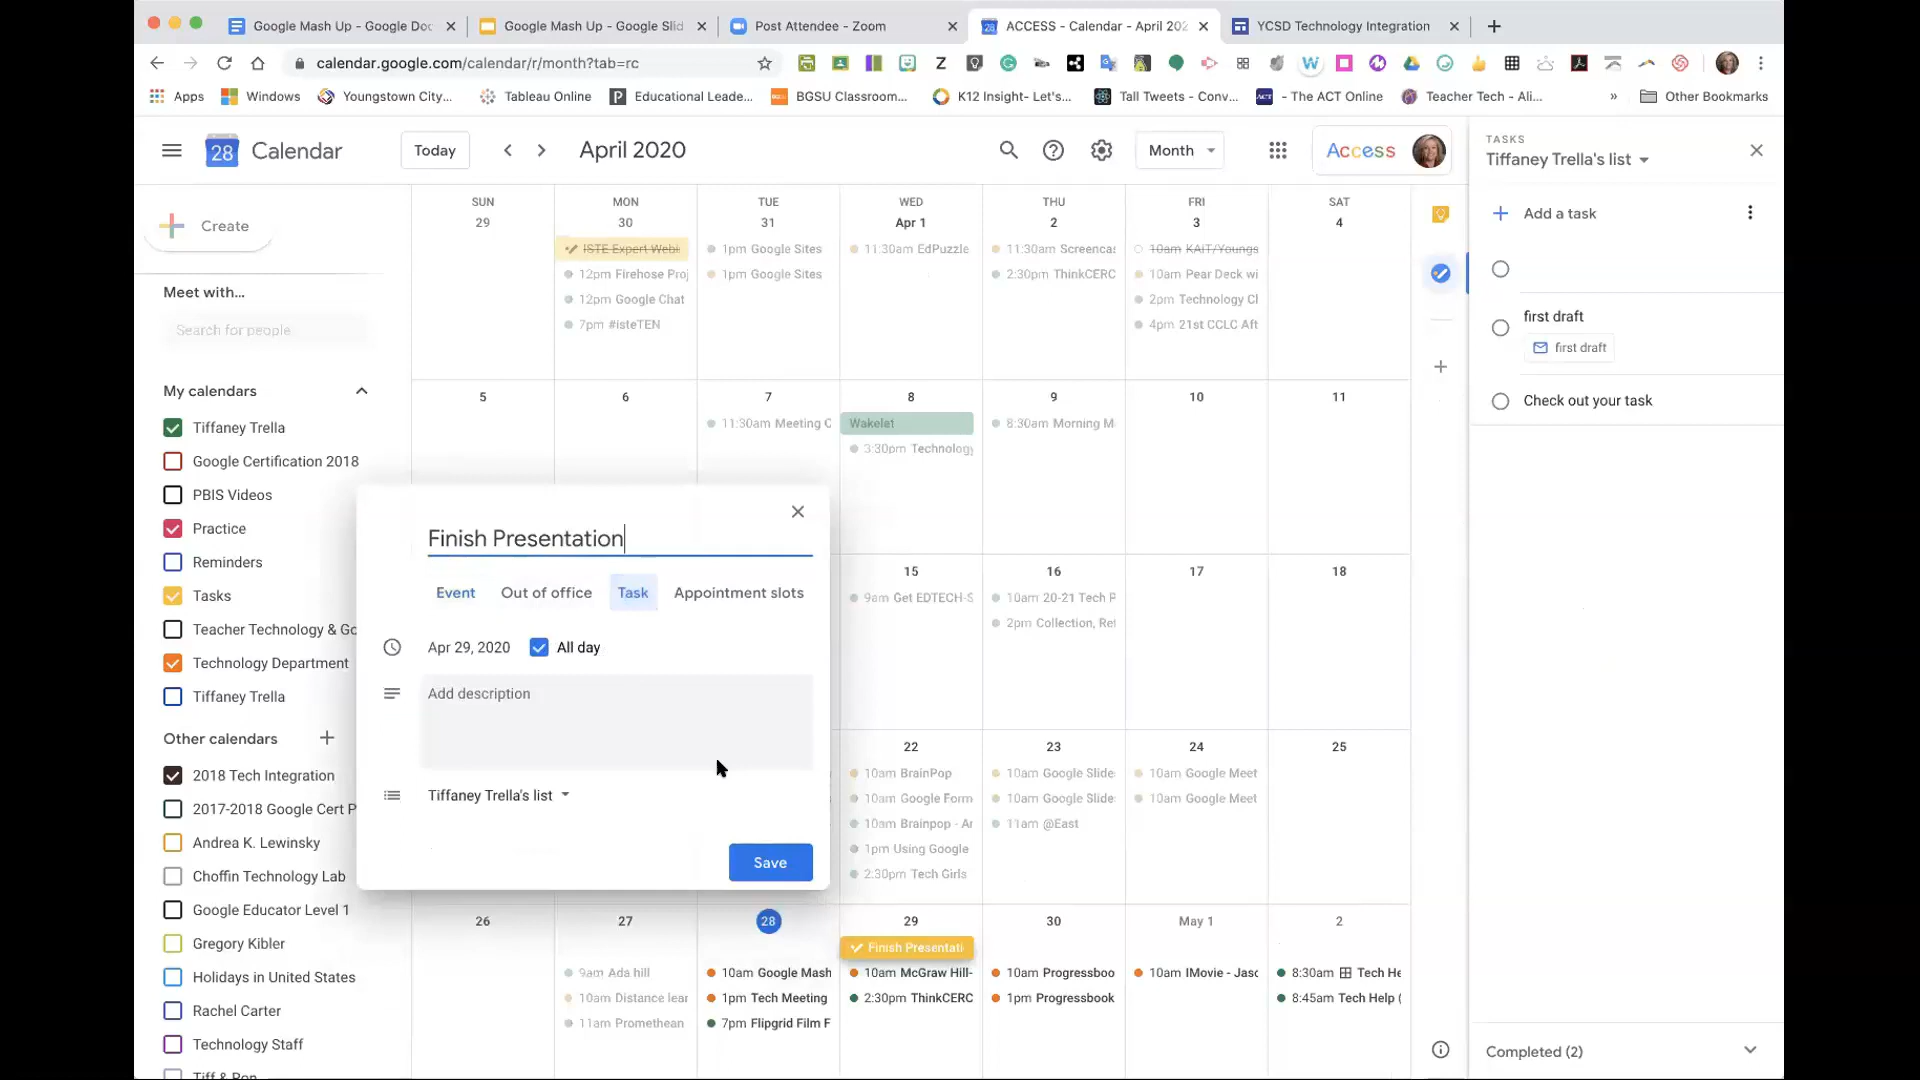 Google Mash Up - Google Doc
Google Mash Up - Google Slid
Post Attendee - Zoom
ACCESS - Calendar - April 202
YCSD Technology Integration
calendar.google.com/calendar/r/month?tab=rc
Apps
Windows
Youngstown City...
Tableau Online
Educational Leade...
BGSU Classroom...
K12 Insight- Let's...
Tall Tweets - Conv...
- The ACT Online
Teacher Tech - Ali...
»
Other Bookmarks
28
Calendar
Today
April 2020
Month
Access
TASKS
Tiffaney Trella's list
Add a task
first draft
first draft
Check out your task
Completed (2)
Create
Meet with...
Search for people
My calendars
Tiffaney Trella
Google Certification 2018
PBIS Videos
Practice
Reminders
Tasks
Teacher Technology & Go
Technology Department
Tiffaney Trella
Other calendars
2018 Tech Integration
2017-2018 Google Cert P
Andrea K. Lewinsky
Choffin Technology Lab
Google Educator Level 1
Gregory Kibler
Holidays in United States
Rachel Carter
Technology Staff
Tiff & Ron
SUN MON TUE WED THU FRI SAT
29 30 31 Apr 1 2 3 4
ISTE Expert Webi
12pm Firehose Proj
12pm Google Chat
7pm #isteTEN
1pm Google Sites
1pm Google Sites
11:30am EdPuzzle
11:30am Screencas
2:30pm ThinkCERC
10am KAIT/Youngs
10am Pear Deck wi
2pm Technology Cl
4pm 21st CCLC Aft
5 6 7 8 9 10 11
11:30am Meeting C
Wakelet
3:30pm Technology
8:30am Morning M
Finish Presentation
Event
Out of office
Task
Appointment slots
Apr 29, 2020
All day
Add description
Tiffaney Trella's list
Save
15 16 17 18
9am Get EDTECH-S
10am 20-21 Tech P
2pm Collection, Ret
22 23 24 25
10am BrainPop
10am Google Form
10am Brainpop - Ar
1pm Using Google
2:30pm Tech Girls
10am Google Slide
10am Google Slide
11am @East
10am Google Meet
10am Google Meet
26 27 28 29 30 May 1 2
9am Ada hill
10am Distance lear
11am Promethean
10am Google Mash
1pm Tech Meeting
7pm Flipgrid Film F
Finish Presentati
10am McGraw Hill-
2:30pm ThinkCERC
10am Progressboo
1pm Progressbook
10am IMovie - Jasc
8:30am Tech He
8:45am Tech Help (